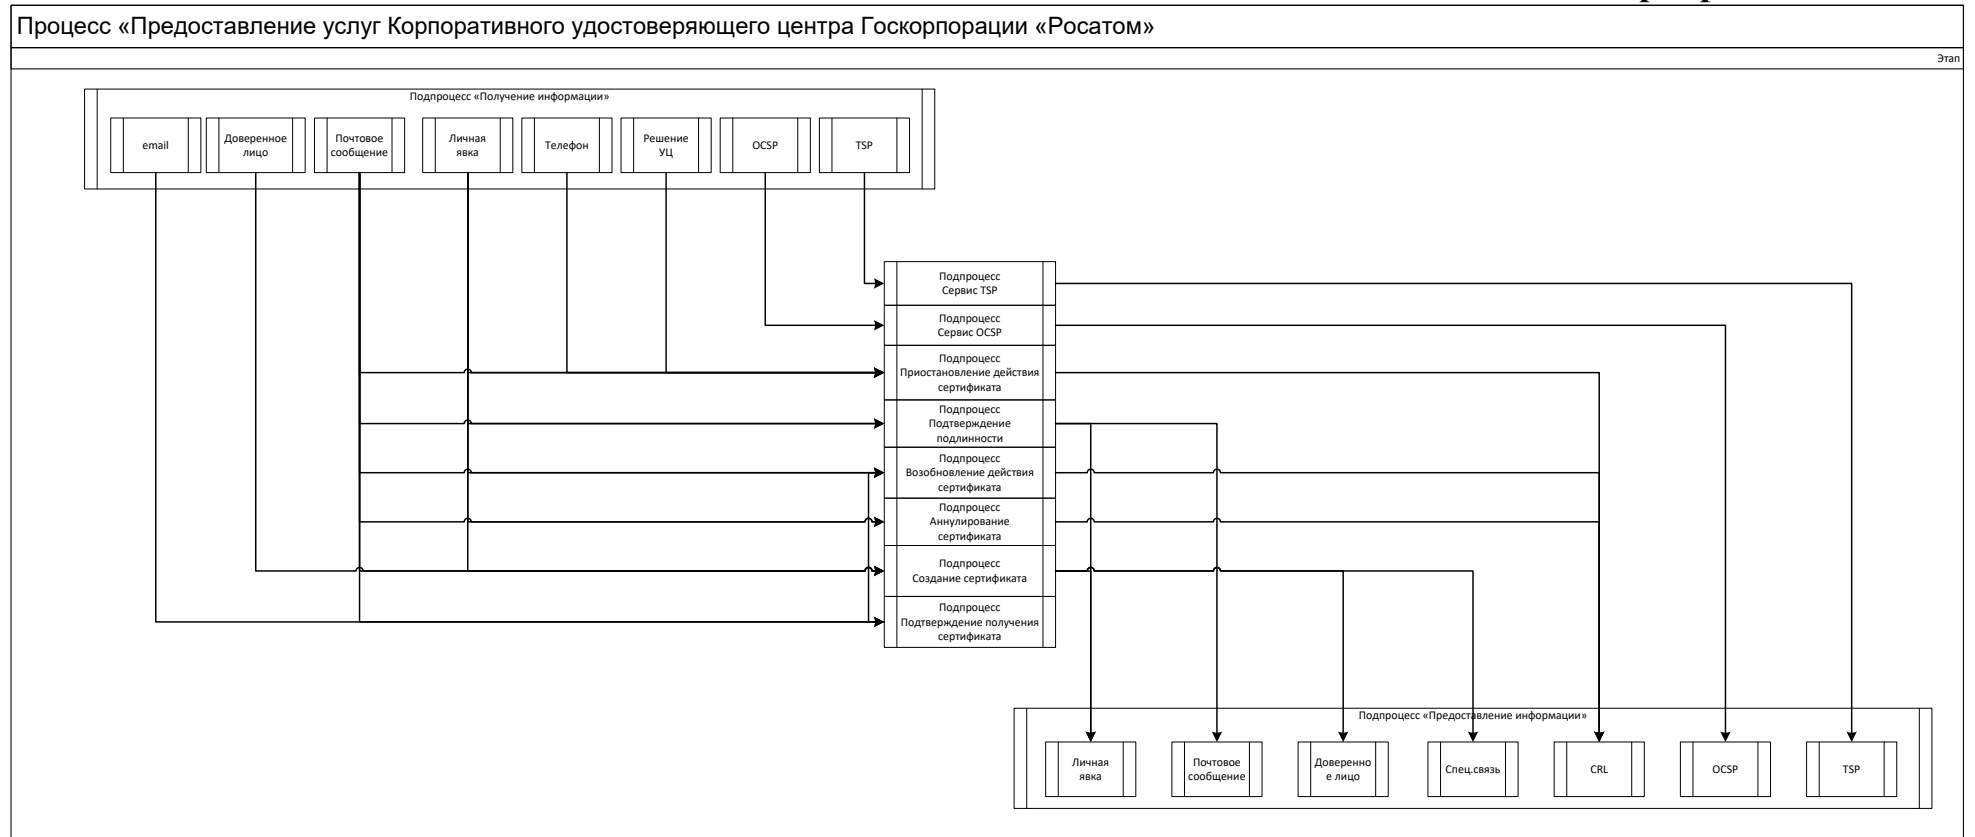 Процесс «Предоставление услуг Корпоративного удостоверяющего центра Госкорпорации «Росатом»
Этап
Подпроцесс «Получение информации»
email
Доверенное
лицо
Почтовое
сообщение
Личная
явка
Телефон
Решение
УЦ
OCSP
TSP
Подпроцесс
Сервис TSP
Подпроцесс
Сервис OCSP
Подпроцесс
Приостановление действия
сертификата
Подпроцесс
Подтверждение
подлинности
Подпроцесс
Возобновление действия
сертификата
Подпроцесс
Аннулирование
сертификата
Подпроцесс
Создание сертификата
Подпроцесс
Подтверждение получения
сертификата
Подпроцесс «Предоставление информации»
Личная
явка
Почтовое
сообщение
Доверенно
е лицо
Спец.связь
CRL
OCSP
TSP